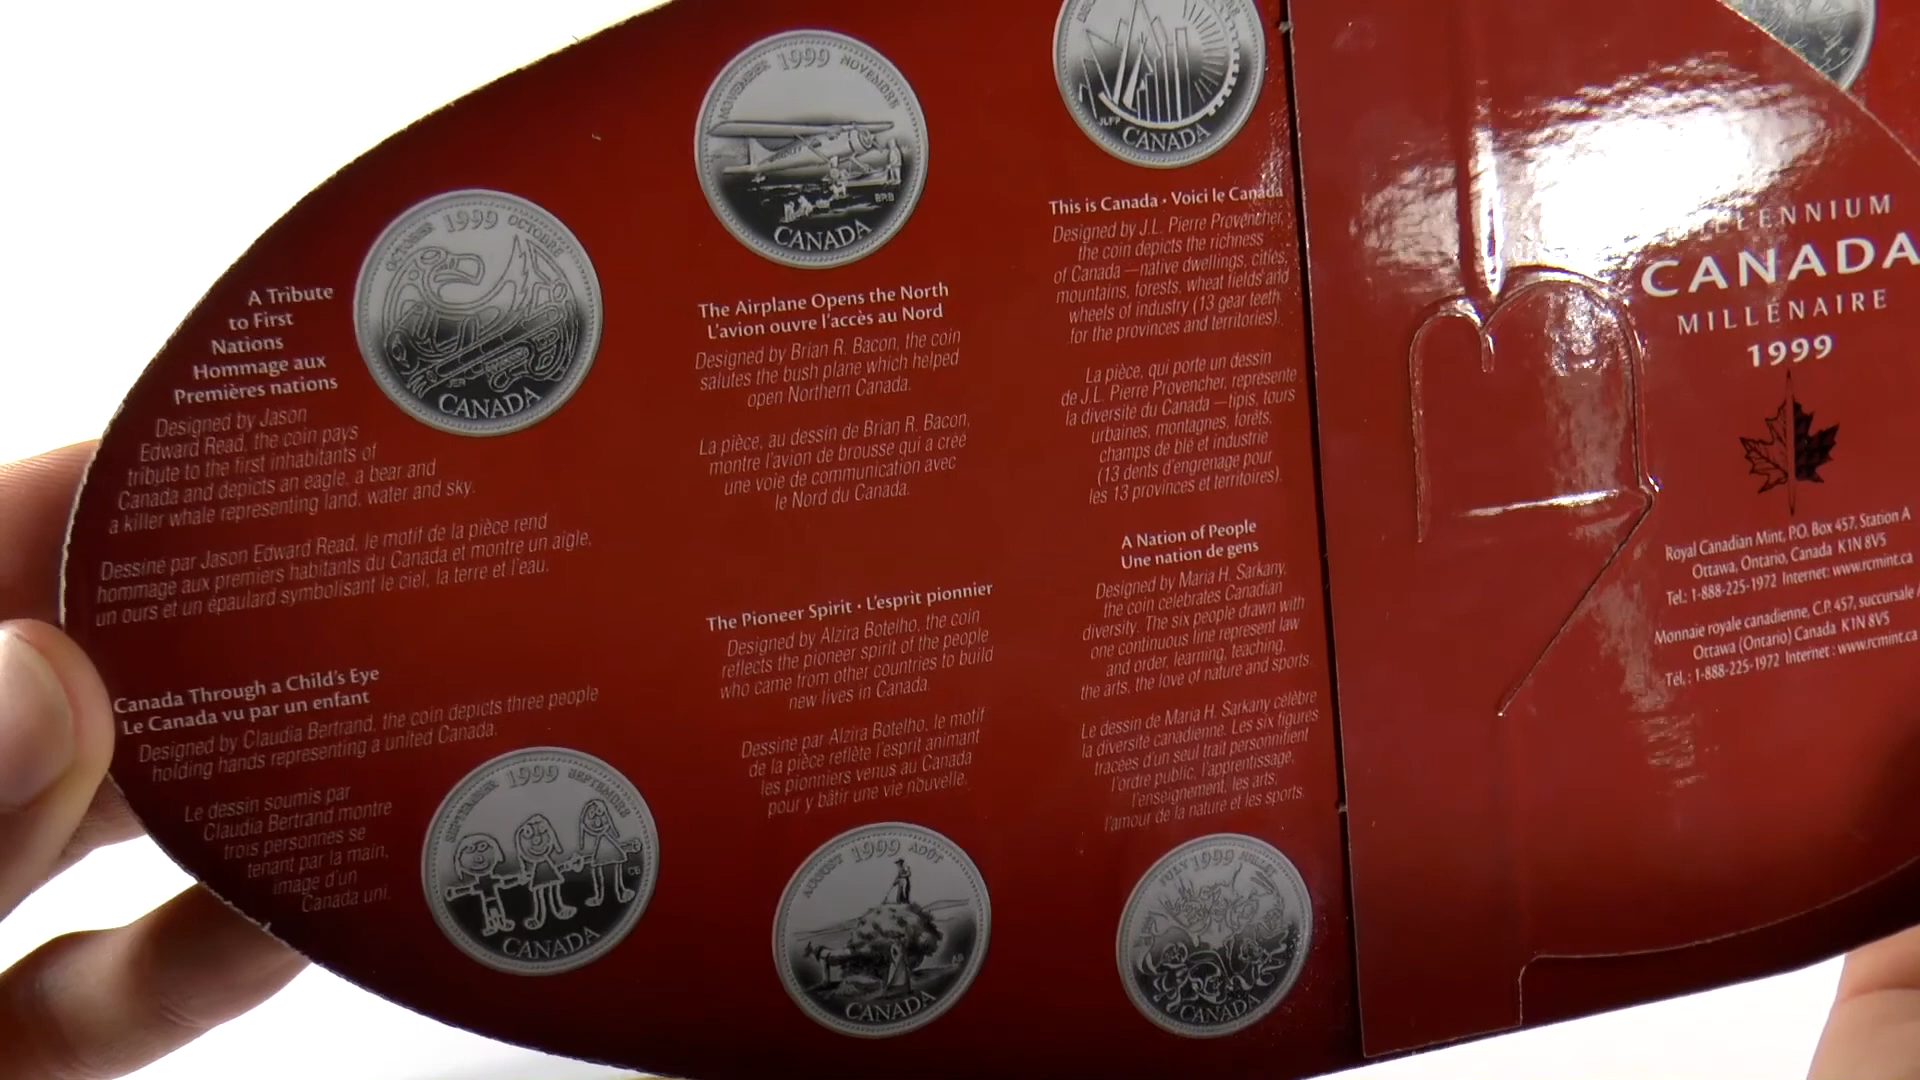 OCTOBER 1999 OCTOBRE
CANADA
A Tribute
to First
Nations
Hommage aux
Premières nations
Designed by Jason
Edward Read, the coin pays
tribute to the first inhabitants of
Canada and depicts an eagle, a bear and
a killer whale representing land, water and sky.
Dessiné par Jason Edward Read, le motif de la pièce rend
hommage aux premiers habitants du Canada et montre un aigle,
un ours et un épaulard symbolisant le ciel, la terre et l'eau.
Canada Through a Child's Eye
Le Canada vu par un enfant
Designed by Claudia Bertrand, the coin depicts three people
holding hands representing a united Canada.
Le dessin soumis par
Claudia Bertrand montre
trois personnes se
tenant par la main,
image d'un
Canada uni.
SEPTEMBER 1999 SEPTEMBRE
CB
CANADA
NOVEMBER 1999 NOVEMBRE
BRB
CANADA
The Airplane Opens the North
L'avion ouvre l'accès au Nord
Designed by Brian R. Bacon, the coin
salutes the bush plane which helped
open Northern Canada.
La pièce, au dessin de Brian R. Bacon,
montre l'avion de brousse qui a créé
une voie de communication avec
le Nord du Canada.
The Pioneer Spirit • L'esprit pionnier
Designed by Alzira Botelho, the coin
reflects the pioneer spirit of the people
who came from other countries to build
new lives in Canada.
Dessiné par Alzira Botelho, le motif
de la pièce reflète l'esprit animant
les pionniers venus au Canada
pour y bâtir une vie nouvelle.
AUGUST 1999 AOÛT
AB
CANADA
JLPP
CANADA
This is Canada • Voici le Canada
Designed by J.L. Pierre Provencher,
the coin depicts the richness
of Canada — native dwellings, cities,
mountains, forests, wheat fields and
wheels of industry (13 gear teeth
for the provinces and territories).
La pièce, qui porte un dessin
de J.L. Pierre Provencher, représente
la diversité du Canada — tipis, tours
urbaines, montagnes, forêts,
champs de blé et industrie
(13 dents d'engrenage pour
les 13 provinces et territoires).
A Nation of People
Une nation de gens
Designed by Maria H. Sarkany,
the coin celebrates Canadian
diversity. The six people drawn with
one continuous line represent law
and order, learning, teaching,
the arts, the love of nature and sports.
Le dessin de Maria H. Sarkany célèbre
la diversité canadienne. Les six figures
tracées d'un seul trait personnifient
l'ordre public, l'apprentissage,
l'enseignement, les arts,
l'amour de la nature et les sports.
JULY 1999 JUILLET
CANADA
MILLENNIUM
CANADA
MILLÉNAIRE
1999
Royal Canadian Mint, P.O. Box 457, Station A
Ottawa, Ontario, Canada K1N 8V5
Tel.: 1-888-225-1972 Internet: www.rcmint.ca
Monnaie royale canadienne, C.P. 457, succursale A
Ottawa (Ontario) Canada K1N 8V5
Tél. : 1-888-225-1972 Internet : www.rcmint.ca